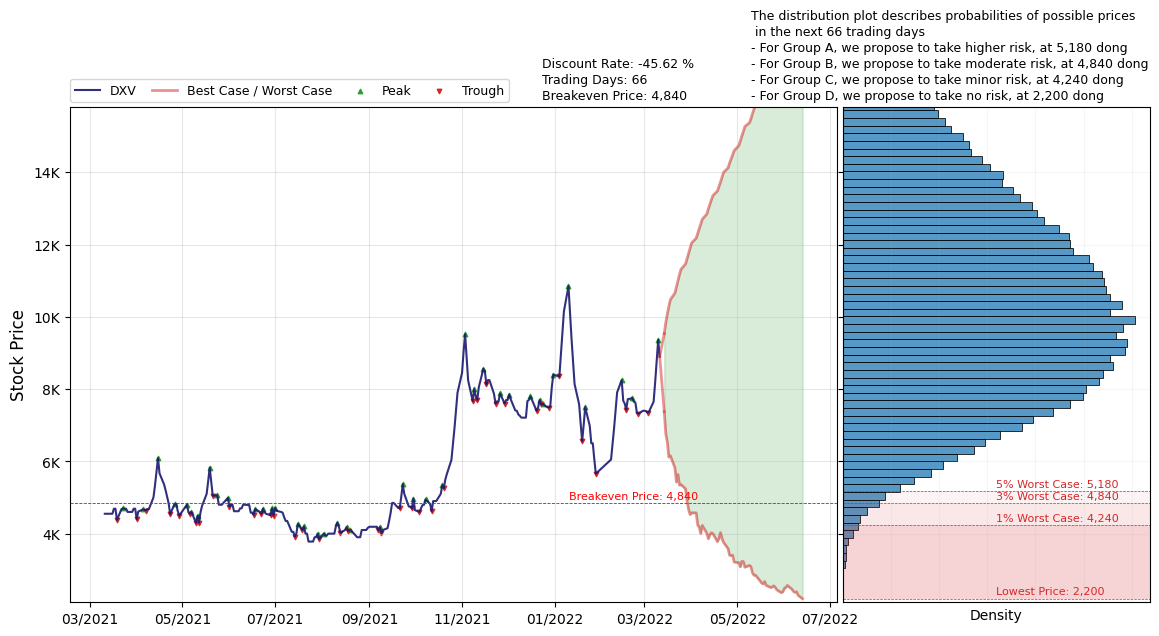 The distribution plot describes probabilities of possible prices
in the next 66 trading days
- For Group A, we propose to take higher risk, at 5,180 dong
- For Group B, we propose to take moderate risk, at 4,840 dong
- For Group C, we propose to take minor risk, at 4,240 dong
- For Group D, we propose to take no risk, at 2,200 dong
Discount Rate: -45.62 %
Trading Days: 66
Breakeven Price: 4,840
DXV
Best Case / Worst Case
Peak
Trough
Stock Price
14K
12K
10K
8K
6K
4K
Breakeven Price: 4,840
5% Worst Case: 5,180
3% Worst Case: 4,840
1% Worst Case: 4,240
Lowest Price: 2,200
03/2021
05/2021
07/2021
09/2021
11/2021
01/2022
03/2022
05/2022
07/2022
Density